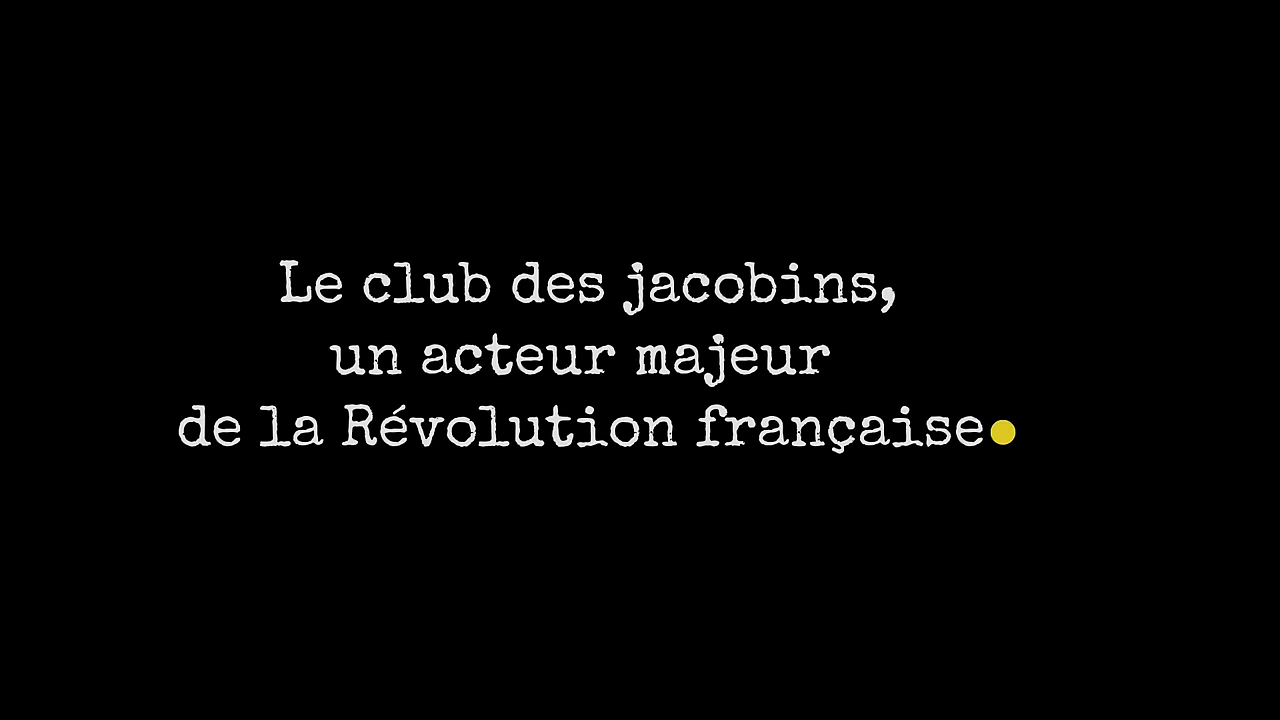 Le club des jacobins,
un acteur majeur
de la Révolution française.